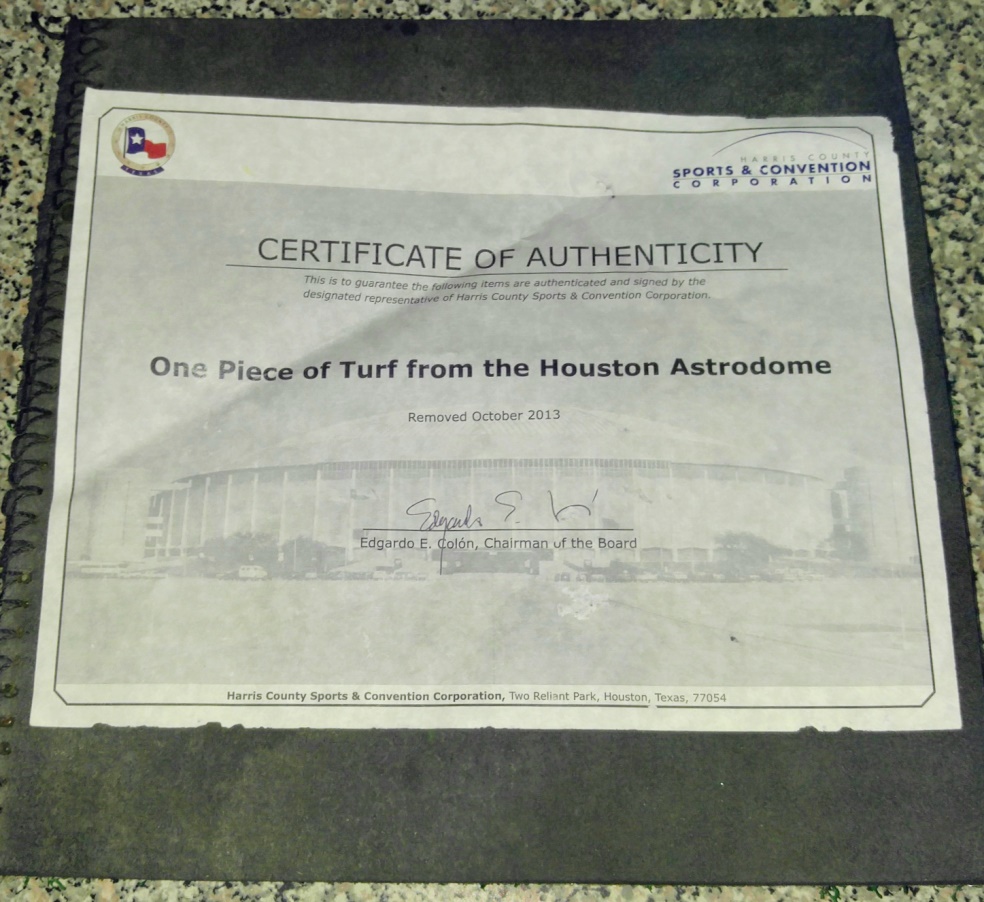 HARRIS COUNTY
SPORTS & CONVENTION
CORPORATION
CERTIFICATE OF AUTHENTICITY
This is to guarantee the following items are authenticated and signed by the
designated representative of Harris County Sports & Convention Corporation.
One Piece of Turf from the Houston Astrodome
Removed October 2013
Edgardo E. Colón, Chairman of the Board
Harris County Sports & Convention Corporation, Two Reliant Park, Houston, Texas, 77054